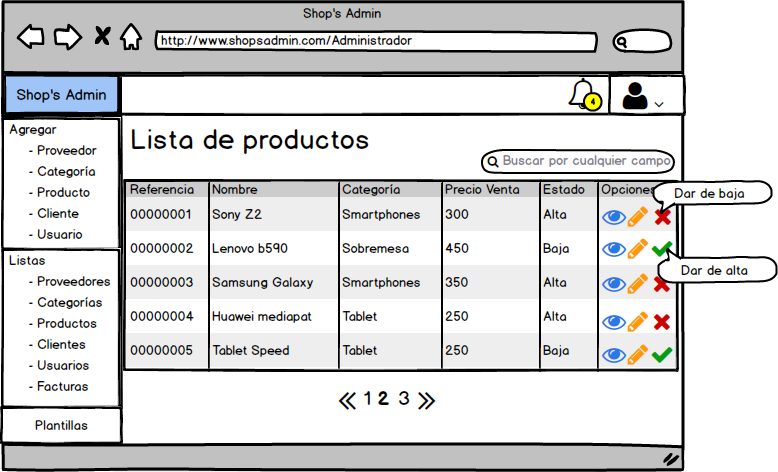 Shop's Admin
http://www.shopsadmin.com/Administrador
Shop's Admin
4
Agregar
- Proveedor
- Categoría
- Producto
- Cliente
- Usuario
Listas
- Proveedores
- Categorías
- Productos
- Clientes
- Usuarios
- Facturas
Plantillas
Lista de productos
Buscar por cualquier campo
Referencia Nombre Categoría Precio Venta Estado Opciones
00000001 Sony Z2 Smartphones 300 Alta
00000002 Lenovo b590 Sobremesa 450 Baja
00000003 Samsung Galaxy Smartphones 350 Alta
00000004 Huawei mediapat Tablet 250 Alta
00000005 Tablet Speed Tablet 250 Baja
Dar de baja
Dar de alta
1 2 3